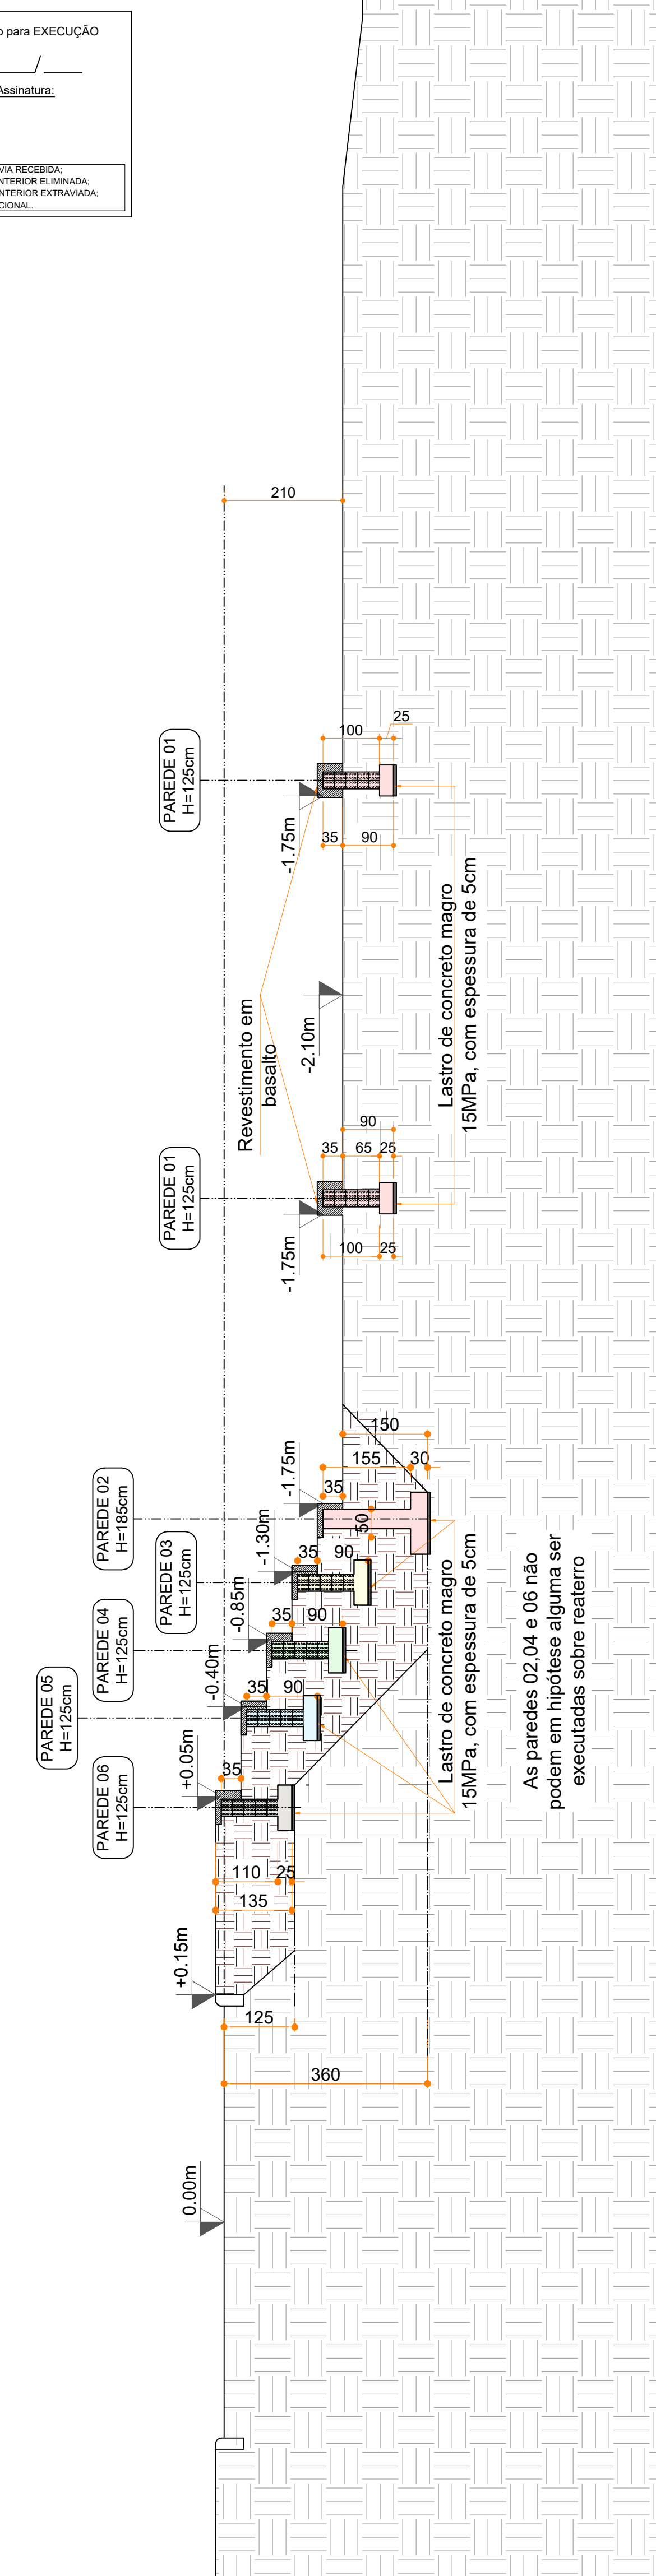 o para EXECUÇÃO
/
Assinatura:
VIA RECEBIDA;
NTERIOR ELIMINADA;
NTERIOR EXTRAVIADA;
CIONAL.
210
PAREDE 01
H=125cm
100
25
-1.75m
35
90
Revestimento em
basalto
-2.10m
Lastro de concreto magro
15MPa, com espessura de 5cm
PAREDE 01
H=125cm
90
35
65
25
-1.75m
100
25
150
155
30
35
50
PAREDE 02
H=185cm
-1.75m
PAREDE 03
H=125cm
-1.30m
35
90
PAREDE 04
H=125cm
-0.85m
35
90
PAREDE 05
H=125cm
-0.40m
35
90
PAREDE 06
H=125cm
+0.05m
35
Lastro de concreto magro
15MPa, com espessura de 5cm
As paredes 02,04 e 06 não
podem em hipótese alguma ser
executadas sobre reaterro
110
25
135
+0.15m
125
360
0.00m